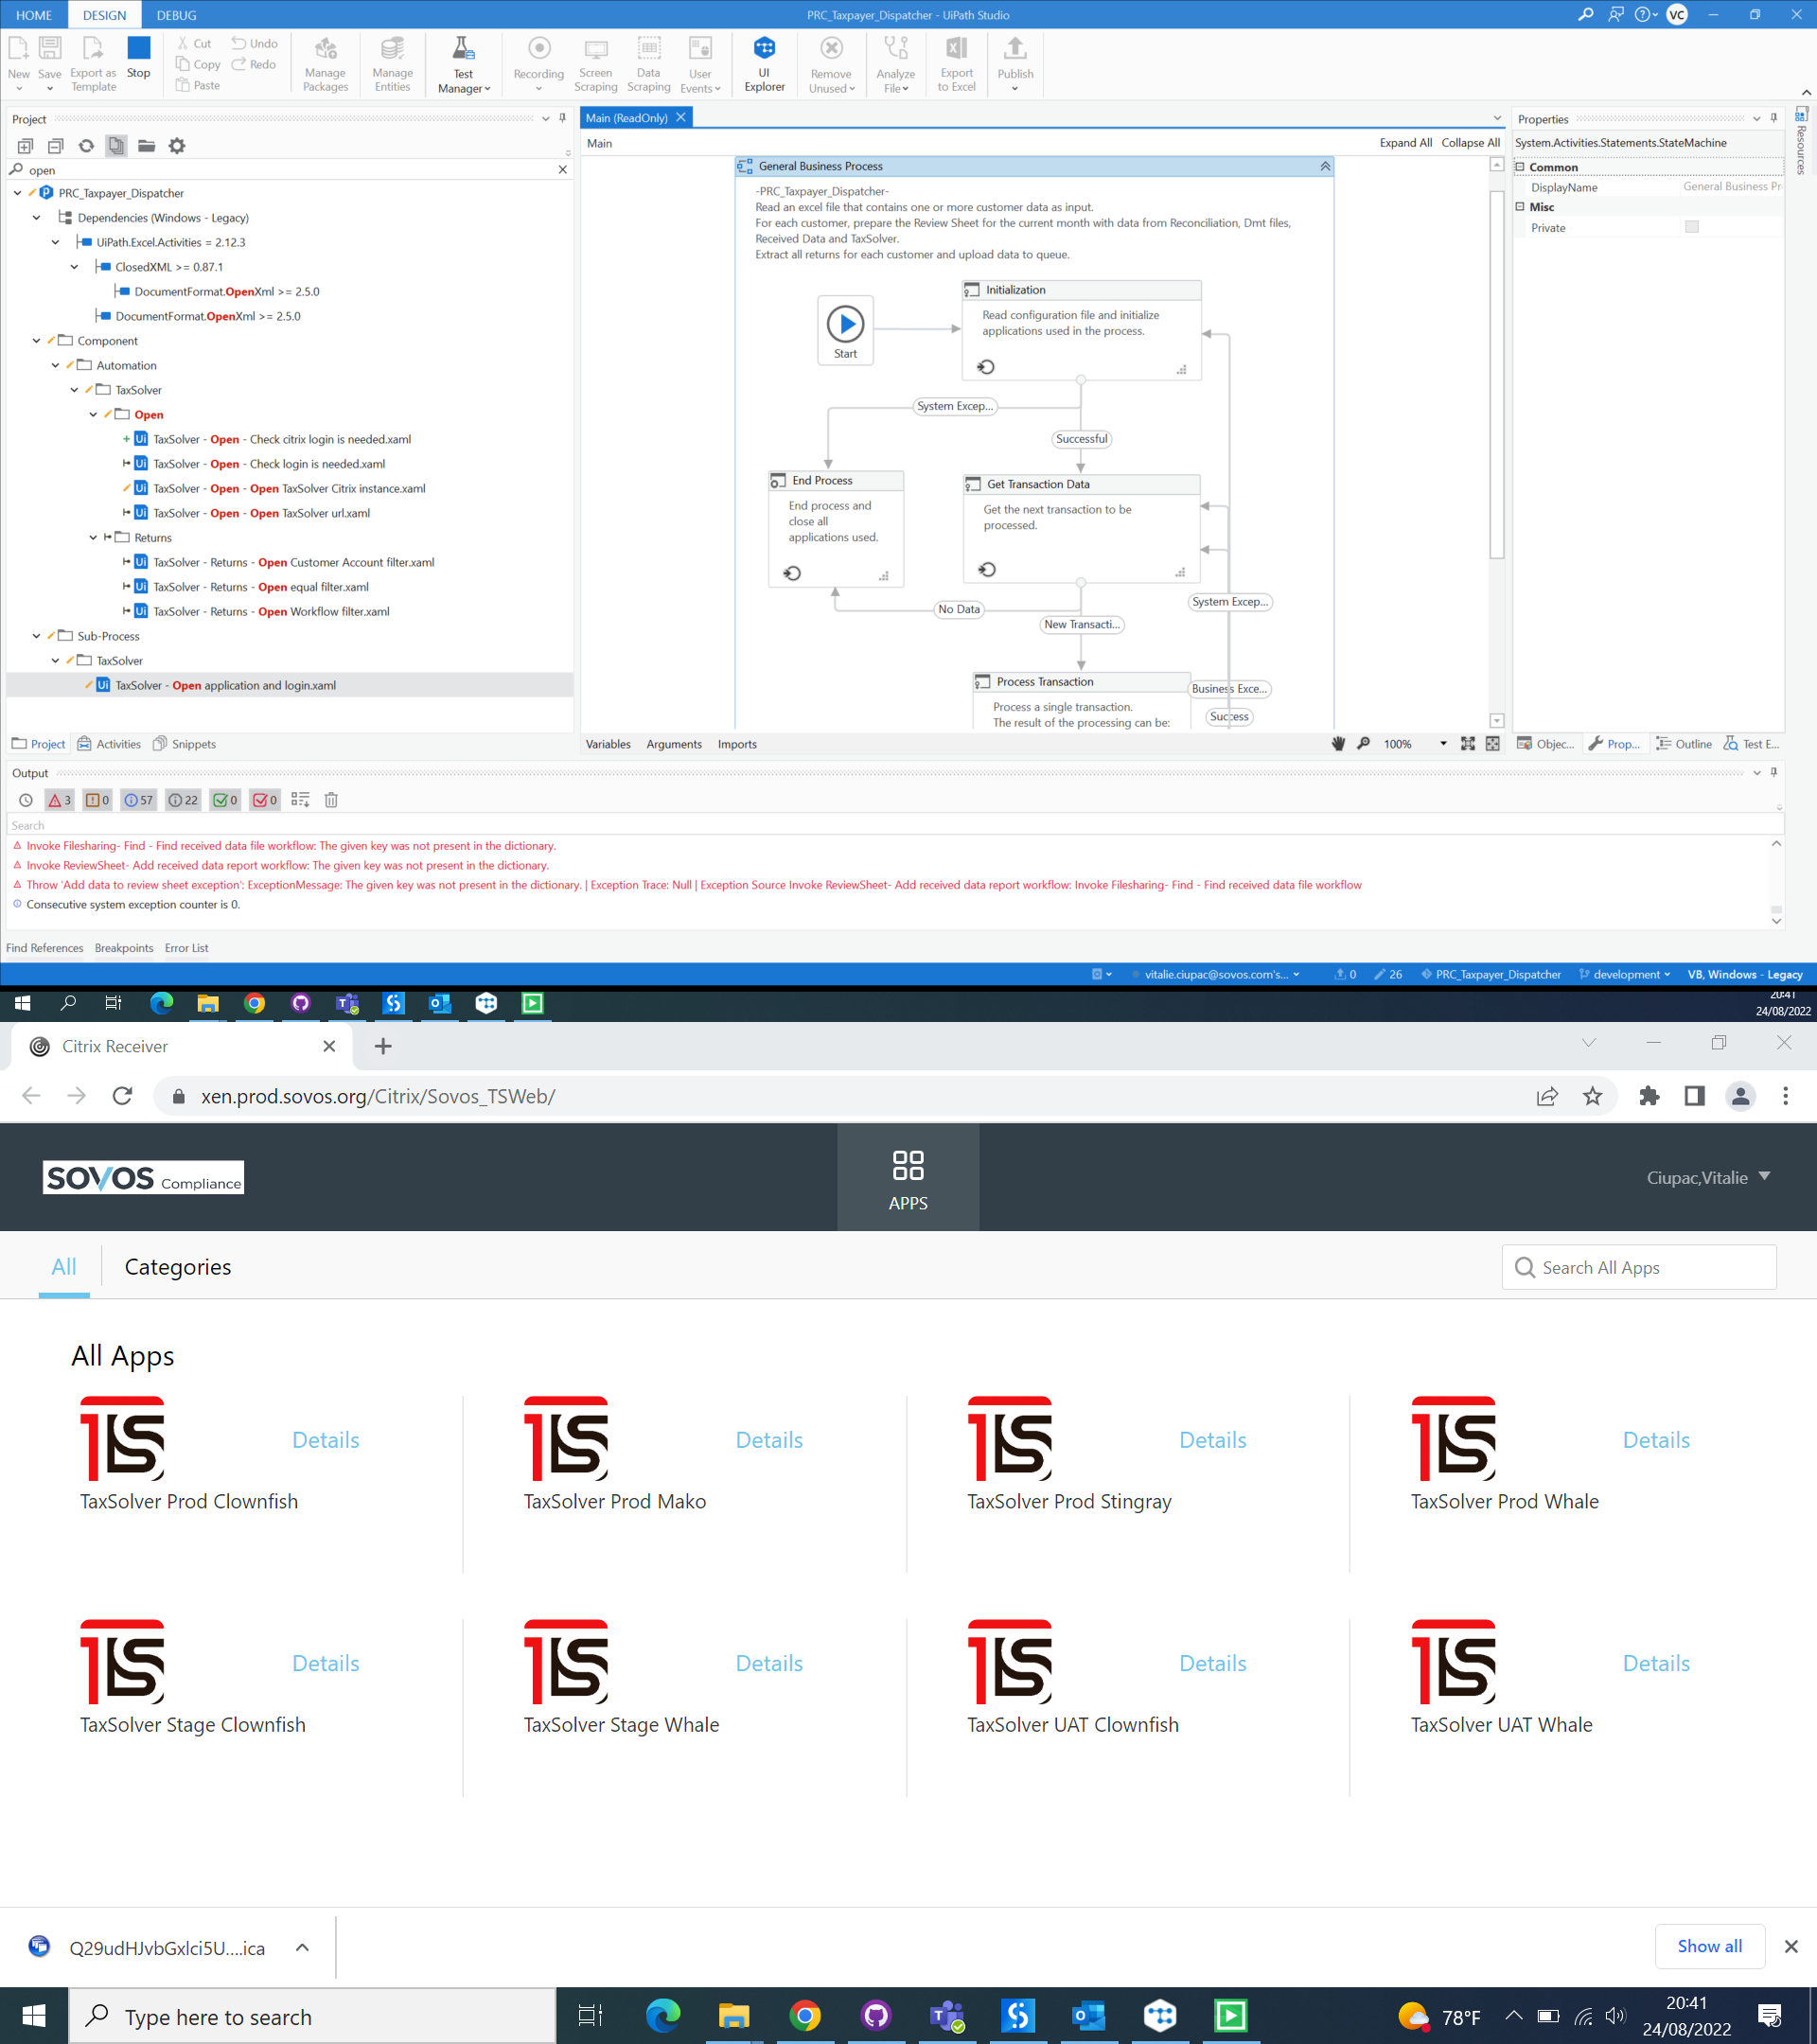 HOME DESIGN DEBUG PRC_Taxpayer_Dispatcher - UiPath Studio VC
New Save Export as Template Stop Cut Copy Paste Undo Redo Manage Packages Manage Entities Test Manager Recording Screen Scraping Data Scraping User Events UI Explorer Remove Unused Analyze File Export to Excel Publish
Project
open
PRC_Taxpayer_Dispatcher
Dependencies (Windows - Legacy)
UiPath.Excel.Activities = 2.12.3
ClosedXML >= 0.87.1
DocumentFormat.OpenXml >= 2.5.0
DocumentFormat.OpenXml >= 2.5.0
Component
Automation
TaxSolver
Open
TaxSolver - Open - Check citrix login is needed.xaml
TaxSolver - Open - Check login is needed.xaml
TaxSolver - Open - Open TaxSolver Citrix instance.xaml
TaxSolver - Open - Open TaxSolver url.xaml
Returns
TaxSolver - Returns - Open Customer Account filter.xaml
TaxSolver - Returns - Open equal filter.xaml
TaxSolver - Returns - Open Workflow filter.xaml
Sub-Process
TaxSolver
TaxSolver - Open application and login.xaml
Project Activities Snippets
Main (ReadOnly)
Main Expand All Collapse All
General Business Process
-PRC_Taxpayer_Dispatcher-
Read an excel file that contains one or more customer data as input.
For each customer, prepare the Review Sheet for the current month with data from Reconciliation, Dmt files,
Received Data and TaxSolver.
Extract all returns for each customer and upload data to queue.
Start
Initialization
Read configuration file and initialize
applications used in the process.
System Excep...
Successful
End Process
End process and
close all
applications used.
Get Transaction Data
Get the next transaction to be
processed.
No Data
New Transacti...
System Excep...
Process Transaction
Process a single transaction.
The result of the processing can be:
Business Exce...
Success
Variables Arguments Imports 100%
Properties
System.Activities.Statements.StateMachine
Common
DisplayName General Business Pr
Misc
Private
Resources
Objec... Prop... Outline Test E...
Output
3 0 57 22 0 0
Search
Invoke Filesharing- Find - Find received data file workflow: The given key was not present in the dictionary.
Invoke ReviewSheet- Add received data report workflow: The given key was not present in the dictionary.
Throw 'Add data to review sheet exception': ExceptionMessage: The given key was not present in the dictionary. | Exception Trace: Null | Exception Source Invoke ReviewSheet- Add received data report workflow: Invoke Filesharing- Find - Find received data file workflow
Consecutive system exception counter is 0.
Find References Breakpoints Error List
vitalie.ciupac@sovos.com's... 0 26 PRC_Taxpayer_Dispatcher development VB, Windows - Legacy
20:41
24/08/2022
Citrix Receiver
xen.prod.sovos.org/Citrix/Sovos_TSWeb/
SOVOS Compliance
APPS
Ciupac,Vitalie
All Categories Search All Apps
All Apps
Details Details Details Details
TaxSolver Prod Clownfish TaxSolver Prod Mako TaxSolver Prod Stingray TaxSolver Prod Whale
Details Details Details Details
TaxSolver Stage Clownfish TaxSolver Stage Whale TaxSolver UAT Clownfish TaxSolver UAT Whale
Q29udHJvbGxlci5U....ica Show all
Type here to search 78°F 20:41
24/08/2022